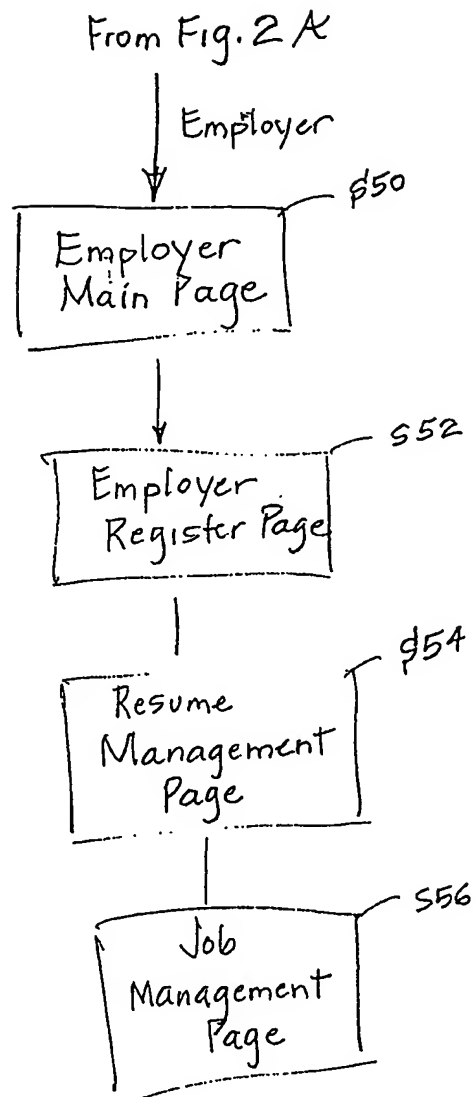 From Fig. 2A
Employer
S50
Employer
Main Page
S52
Employer
Register Page
S54
Resume
Management
Page
S56
Job
Management
Page